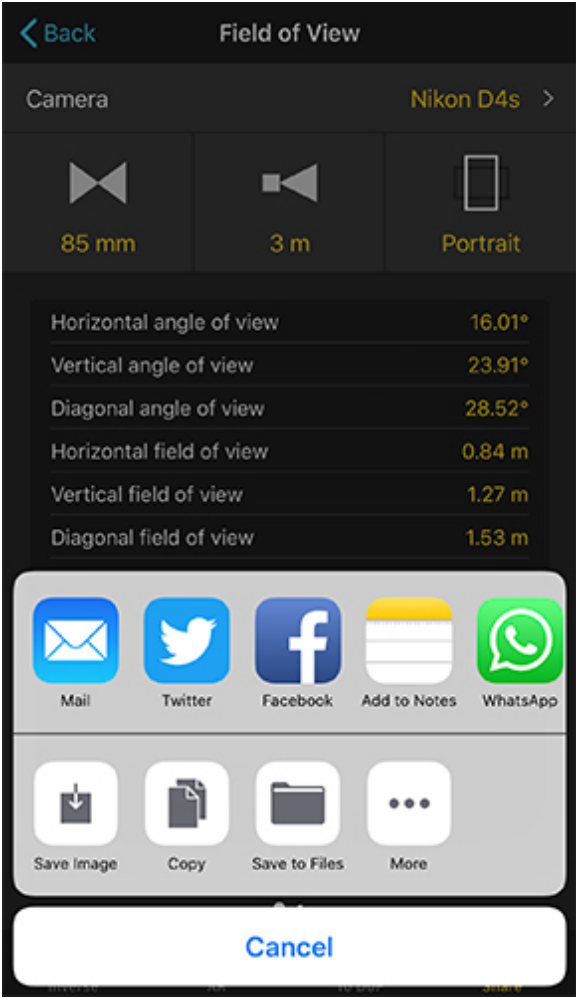 Back Field of View
Camera Nikon D4s
85 mm 3 m Portrait
Horizontal angle of view 16.01°
Vertical angle of view 23.91°
Diagonal angle of view 28.52°
Horizontal field of view 0.84 m
Vertical field of view 1.27 m
Diagonal field of view 1.53 m
Mail Twitter Facebook Add to Notes WhatsApp
Save Image Copy Save to Files More
Cancel
Share